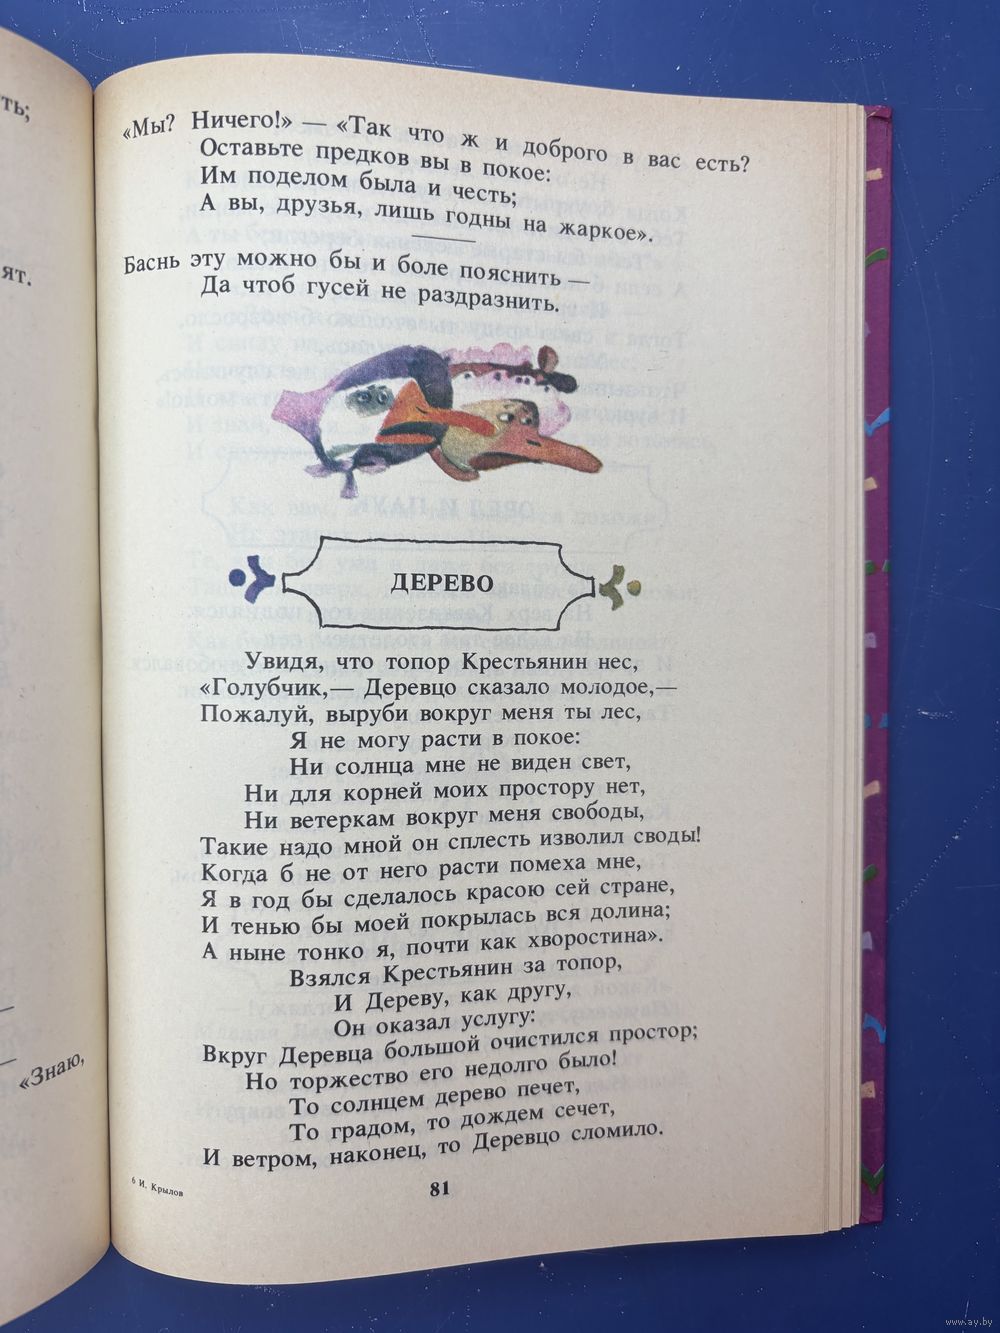 ть;
ят.
«Знаю,
«Мы? Ничего!» — «Так что ж и доброго в вас есть?
Оставьте предков вы в покое:
Им поделом была и честь;
А вы, друзья, лишь годны на жаркое».
Баснь эту можно бы и боле пояснить —
Да чтоб гусей не раздразнить.
ДЕРЕВО
Увидя, что топор Крестьянин нес,
«Голубчик,— Деревцо сказало молодое,—
Пожалуй, выруби вокруг меня ты лес,
Я не могу расти в покое:
Ни солнца мне не виден свет,
Ни для корней моих простору нет,
Ни ветеркам вокруг меня свободы,
Такие надо мной он сплесть изволил своды!
Когда б не от него расти помеха мне,
Я в год бы сделалось красою сей стране,
И тенью бы моей покрылась вся долина;
А ныне тонко я, почти как хворостина».
Взялся Крестьянин за топор,
И Дереву, как другу,
Он оказал услугу:
Вкруг Деревца большой очистился простор;
Но торжество его недолго было!
То солнцем дерево печет,
То градом, то дождем сечет,
И ветром, наконец, то Деревцо сломило.
6 И. Крылов
81
www.ay.by